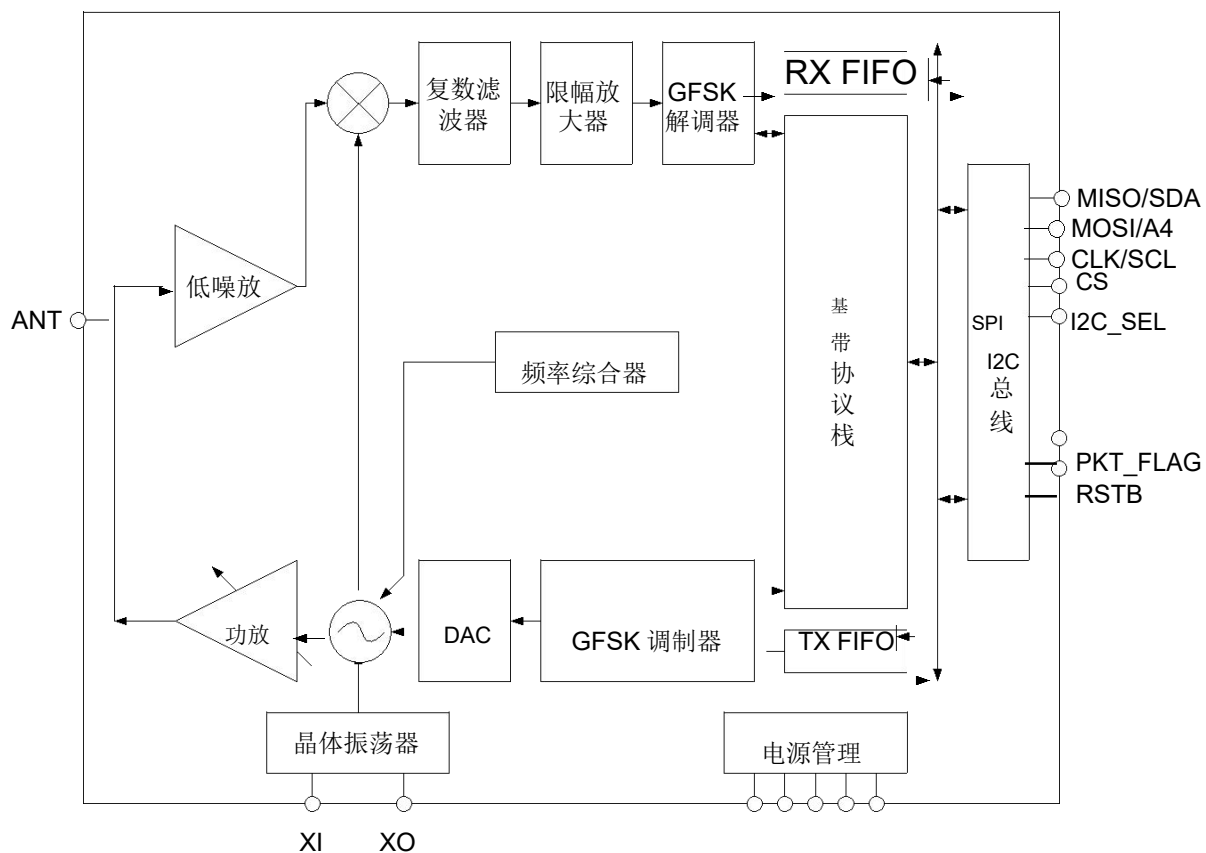 复数滤
波器
限幅放
大器
GFSK
解调器
RX FIFO
MISO/SDA
MOSI/A4
CLK/SCL
CS
I2C_SEL
低噪放
ANT
频率综合器
基
带
协
议
栈
SPI
I2C
总
线
PKT_FLAG
RSTB
功放
DAC
GFSK 调制器
TX FIFO
晶体振荡器
电源管理
XI
XO